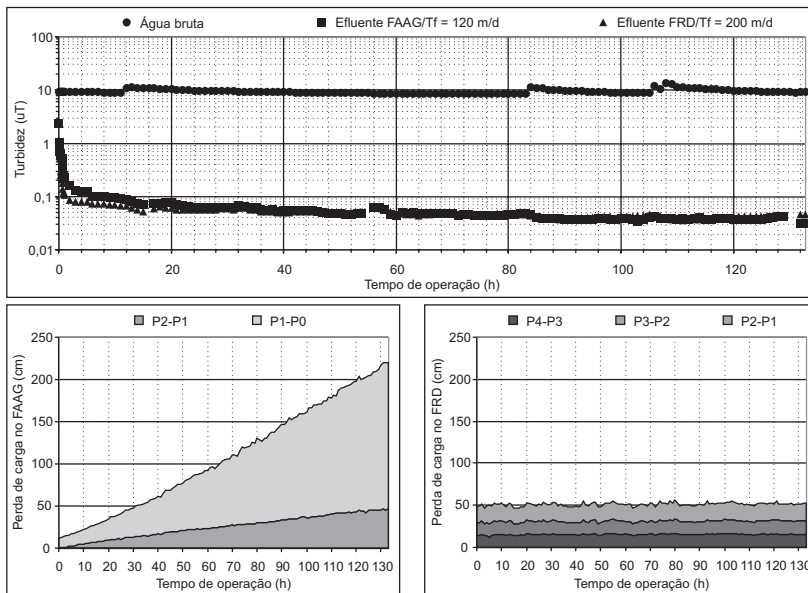 ● Água bruta ■ Efluente FAAG/Tf = 120 m/d ▲ Efluente FRD/Tf = 200 m/d
Turbidez (uT)
100
10
1
0,1
0,01
0 20 40 60 80 100 120
Tempo de operação (h)
P2-P1 P1-P0
Perda de carga no FAAG (cm)
250
200
150
100
50
0
0 10 20 30 40 50 60 70 80 90 100 110 120 130
Tempo de operação (h)
P4-P3 P3-P2 P2-P1
Perda de carga no FRD (cm)
250
200
150
100
50
0
0 10 20 30 40 50 60 70 80 90 100 110 120 130
Tempo de operação (h)